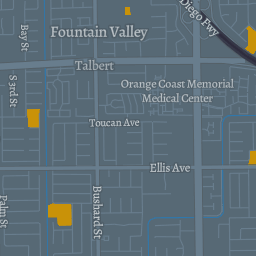 Diego Fwy
Bay St
Fountain Valley
Talbert
S 3rd St
Orange Coast Memorial
Medical Center
Toucan Ave
Ellis Ave
Palm St
Bushard St